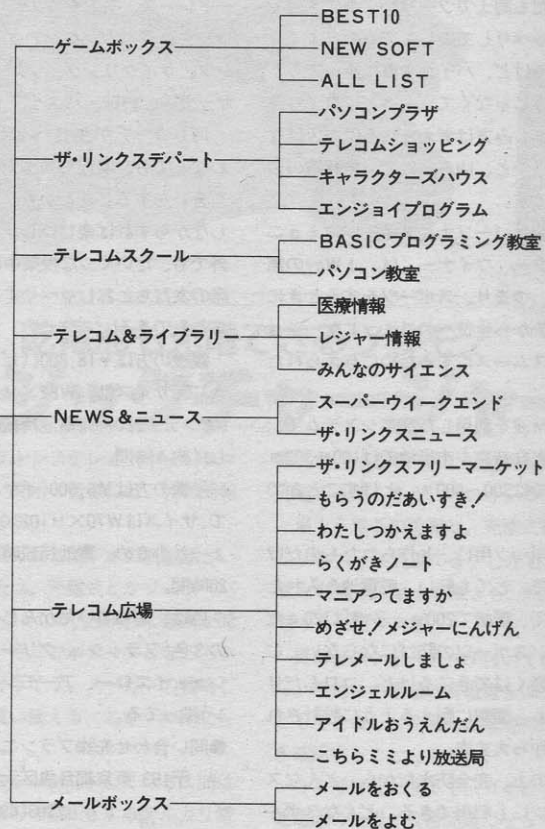 ゲームボックス
BEST10
NEW SOFT
ALL LIST
ザ・リンクスデパート
パソコンプラザ
テレコムショッピング
キャラクターズハウス
エンジョイプログラム
テレコムスクール
BASICプログラミング教室
パソコン教室
テレコム&ライブラリー
医療情報
レジャー情報
みんなのサイエンス
NEWS&ニュース
スーパーウィークエンド
ザ・リンクスニュース
テレコム広場
ザ・リンクスフリーマーケット
もらうのだあいすき
わたしつかえますよ
らくがきノート
マニアってますか
めざせ!メジャーにんげん
テレメールしましょ
エンジェルルーム
アイドルおうえんだん
こちらミミより放送局
メールボックス
メールをおくる
メールをよむ